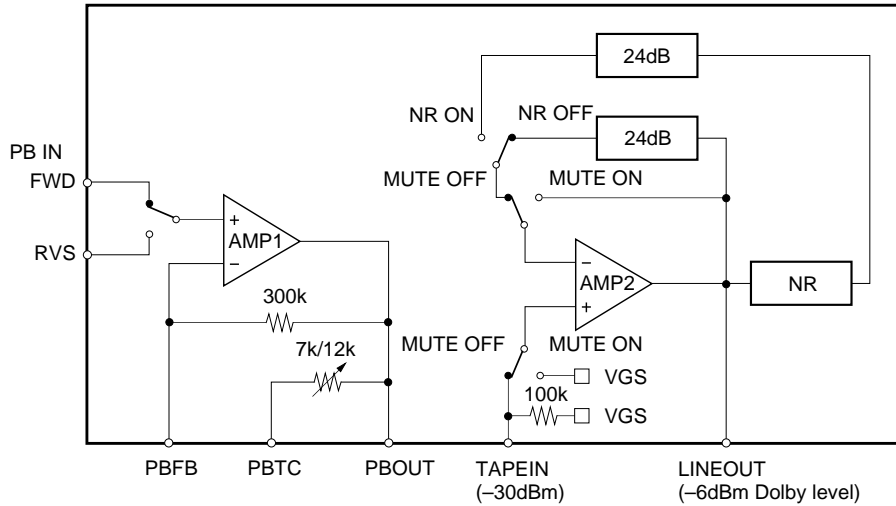 24dB
NR ON
NR OFF
24dB
PB IN
FWD
MUTE OFF
MUTE ON
+
AMP1
–
RVS
–
AMP2
+
NR
300k
MUTE OFF
MUTE ON
7k/12k
VGS
100k
VGS
PBFB
PBTC
PBOUT
TAPEIN
(–30dBm)
LINEOUT
(–6dBm Dolby level)